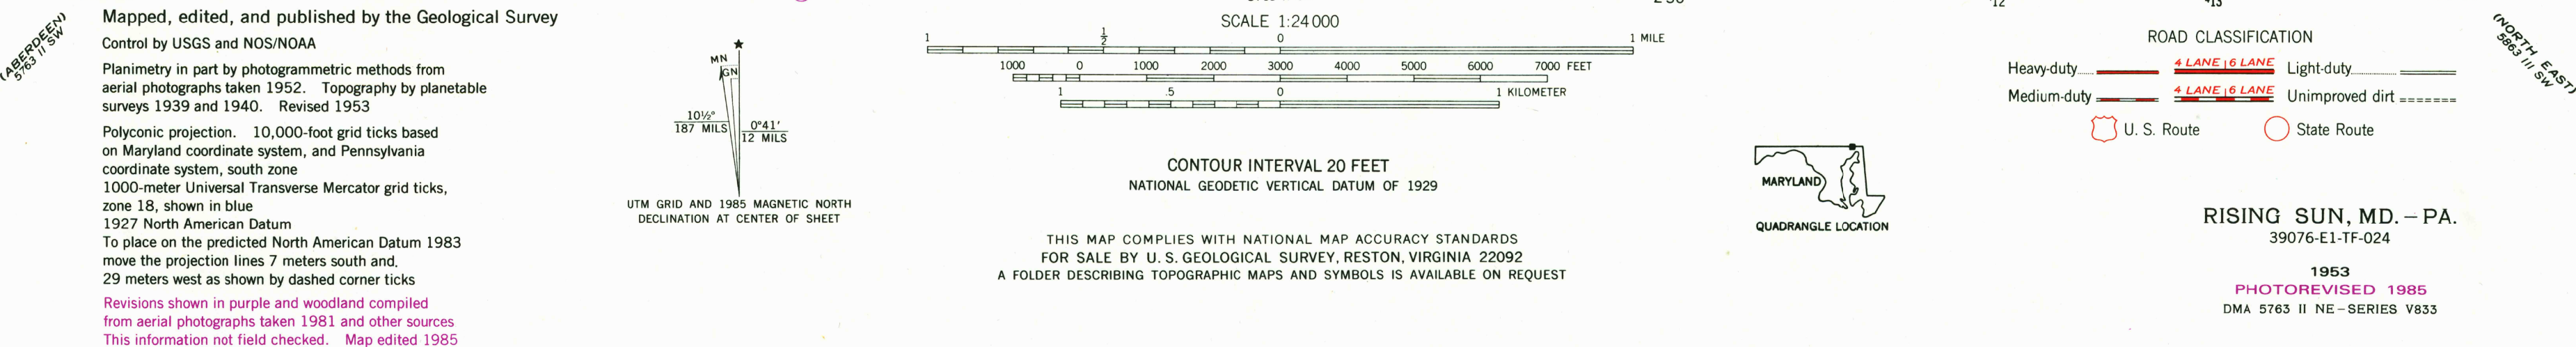 (ABERDEEN)
5763 II SW
Mapped, edited, and published by the Geological Survey
Control by USGS and NOS/NOAA
Planimetry in part by photogrammetric methods from
aerial photographs taken 1952. Topography by planetable
surveys 1939 and 1940. Revised 1953
Polyconic projection. 10,000-foot grid ticks based
on Maryland coordinate system, and Pennsylvania
coordinate system, south zone
1000-meter Universal Transverse Mercator grid ticks,
zone 18, shown in blue
1927 North American Datum
To place on the predicted North American Datum 1983
move the projection lines 7 meters south and.
29 meters west as shown by dashed corner ticks
Revisions shown in purple and woodland compiled
from aerial photographs taken 1981 and other sources
This information not field checked. Map edited 1985
MN
GN
10½°
187 MILS
0°41'
12 MILS
UTM GRID AND 1985 MAGNETIC NORTH
DECLINATION AT CENTER OF SHEET
SCALE 1:24 000
1 ½ 0 1 MILE
1000 0 1000 2000 3000 4000 5000 6000 7000 FEET
1 .5 0 1 KILOMETER
CONTOUR INTERVAL 20 FEET
NATIONAL GEODETIC VERTICAL DATUM OF 1929
THIS MAP COMPLIES WITH NATIONAL MAP ACCURACY STANDARDS
FOR SALE BY U. S. GEOLOGICAL SURVEY, RESTON, VIRGINIA 22092
A FOLDER DESCRIBING TOPOGRAPHIC MAPS AND SYMBOLS IS AVAILABLE ON REQUEST
MARYLAND
QUADRANGLE LOCATION
12
13
ROAD CLASSIFICATION
Heavy-duty 4 LANE 6 LANE Light-duty
Medium-duty 4 LANE 6 LANE Unimproved dirt
U. S. Route State Route
(NORTH EAST)
5863 III SW
RISING SUN, MD. – PA.
39076-E1-TF-024
1953
PHOTOREVISED 1985
DMA 5763 II NE – SERIES V833